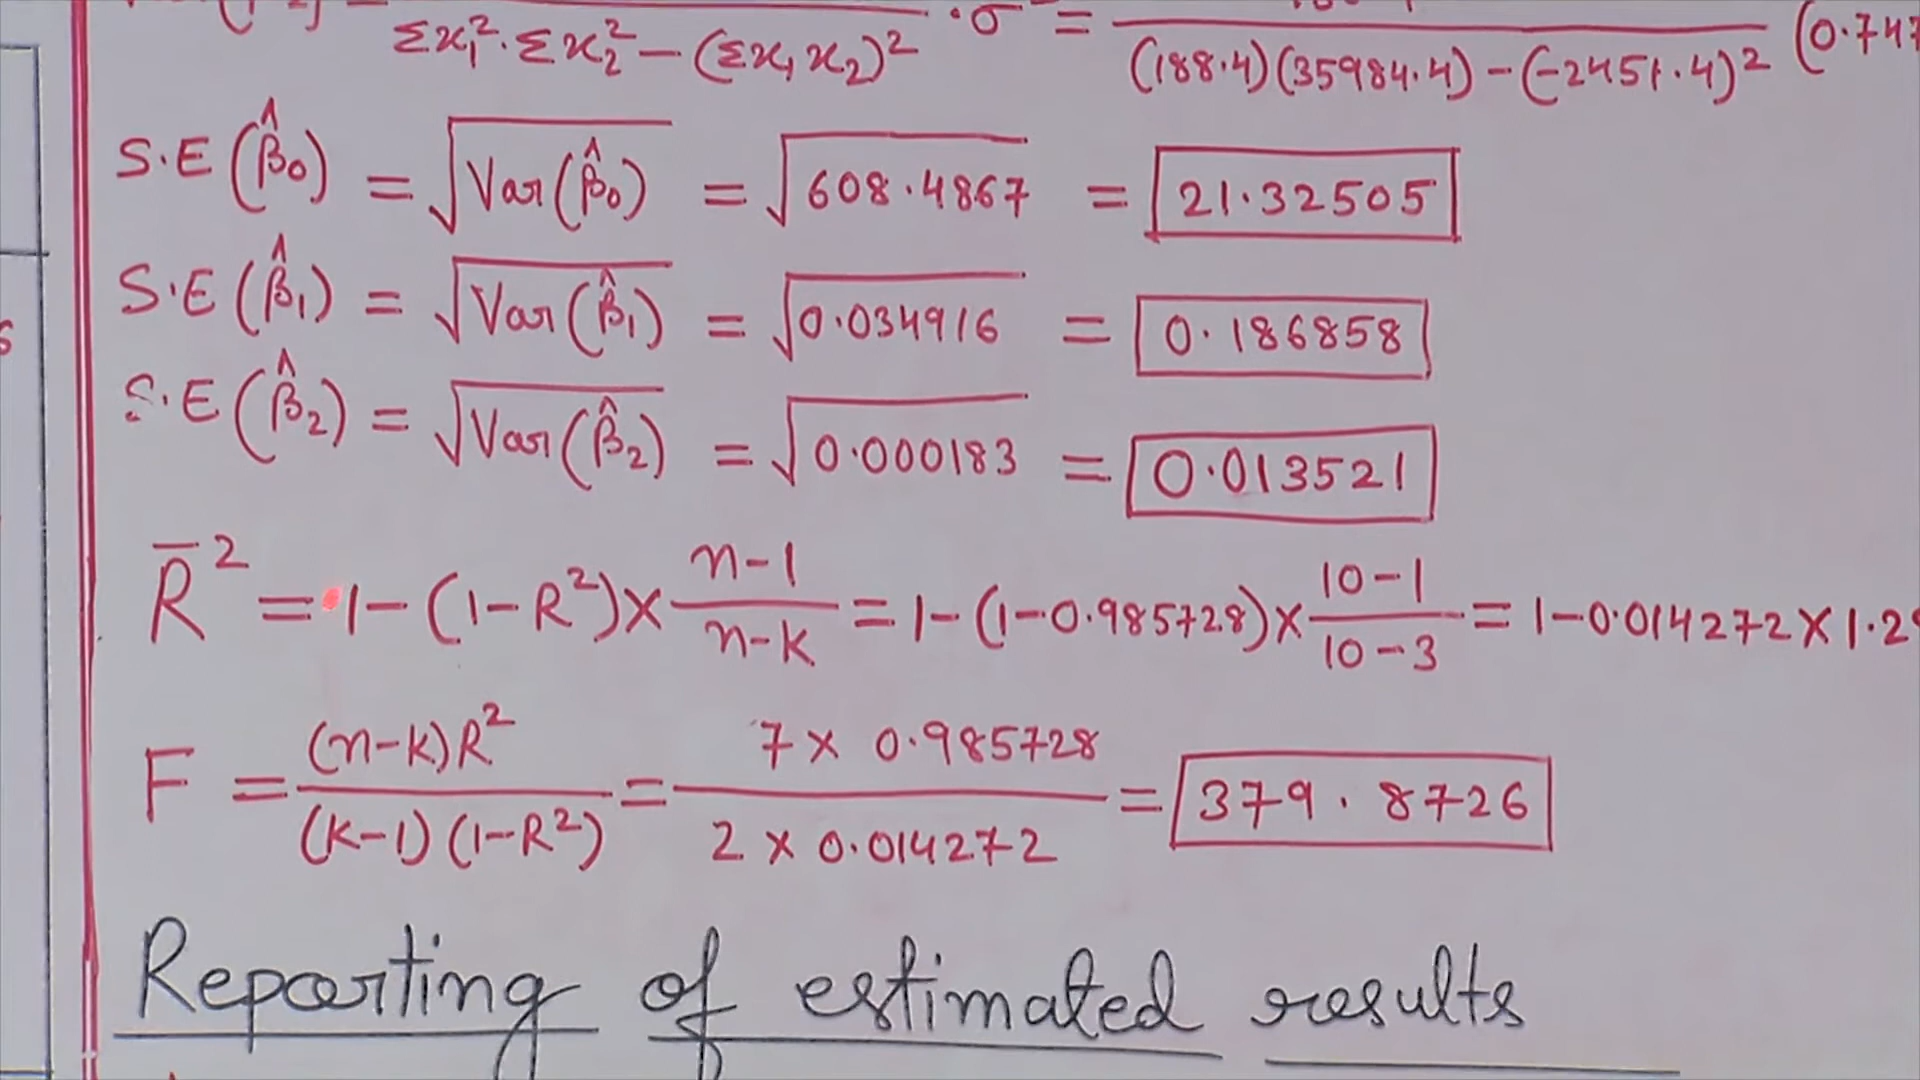 Σx₁²·Σx₂² − (Σx₁x₂)² · σ = (188.4)(35984.4) − (−2451.4)² (0.747
S.E(β̂₀) = √Var(β̂₀) = √608.4867 = 21.32505
S.E(β̂₁) = √Var(β̂₁) = √0.034916 = 0.186858
S.E(β̂₂) = √Var(β̂₂) = √0.000183 = 0.013521
R̄² = 1 − (1 − R²) × (n−1)/(n−k) = 1 − (1 − 0.985728) × (10−1)/(10−3) = 1 − 0.014272 × 1.2
F = (n−k)R² / (k−1)(1−R²) = 7 × 0.985728 / 2 × 0.014272 = 379.8726
Reporting of estimated results